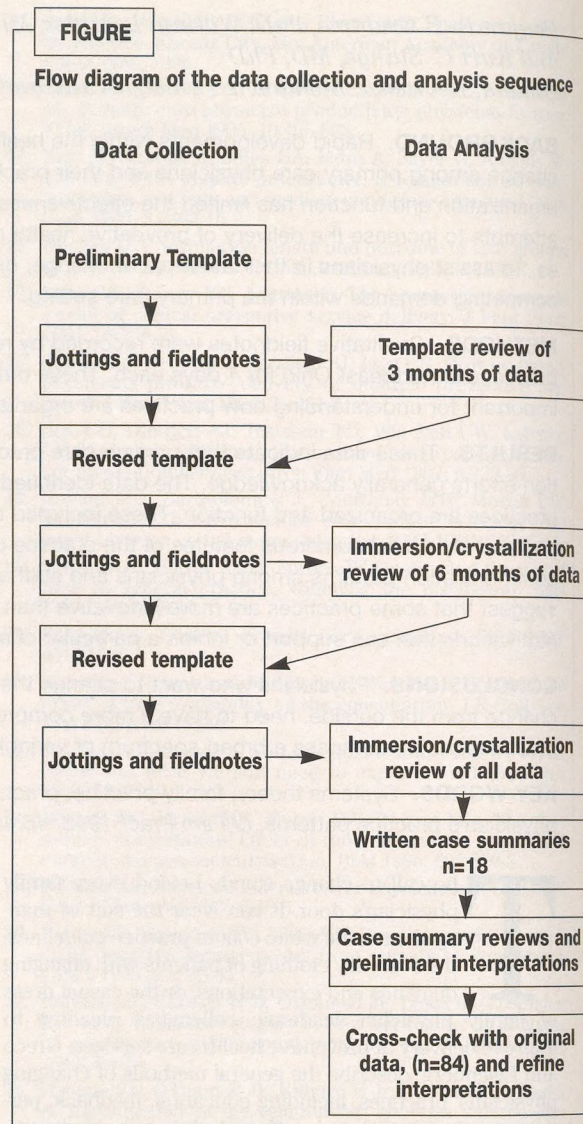 FIGURE
Flow diagram of the data collection and analysis sequence
Data Collection
Data Analysis
Preliminary Template
Jottings and fieldnotes
Template review of
3 months of data
Revised template
Jottings and fieldnotes
Immersion/crystallization
review of 6 months of data
Revised template
Jottings and fieldnotes
Immersion/crystallization
review of all data
Written case summaries
n=18
Case summary reviews and
preliminary interpretations
Cross-check with original
data, (n=84) and refine
interpretations